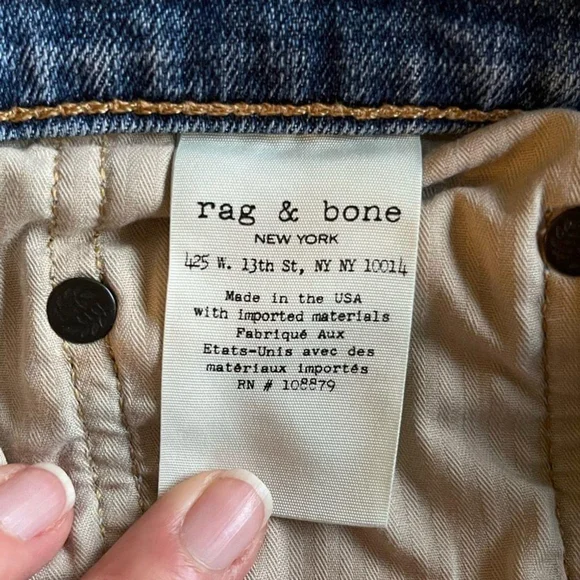 rag & bone
NEW YORK
425 W. 13th St, NY NY 10014
Made in the USA
with imported materials
Fabriqué Aux
Etats-Unis avec des
matériaux importés
RN # 108879